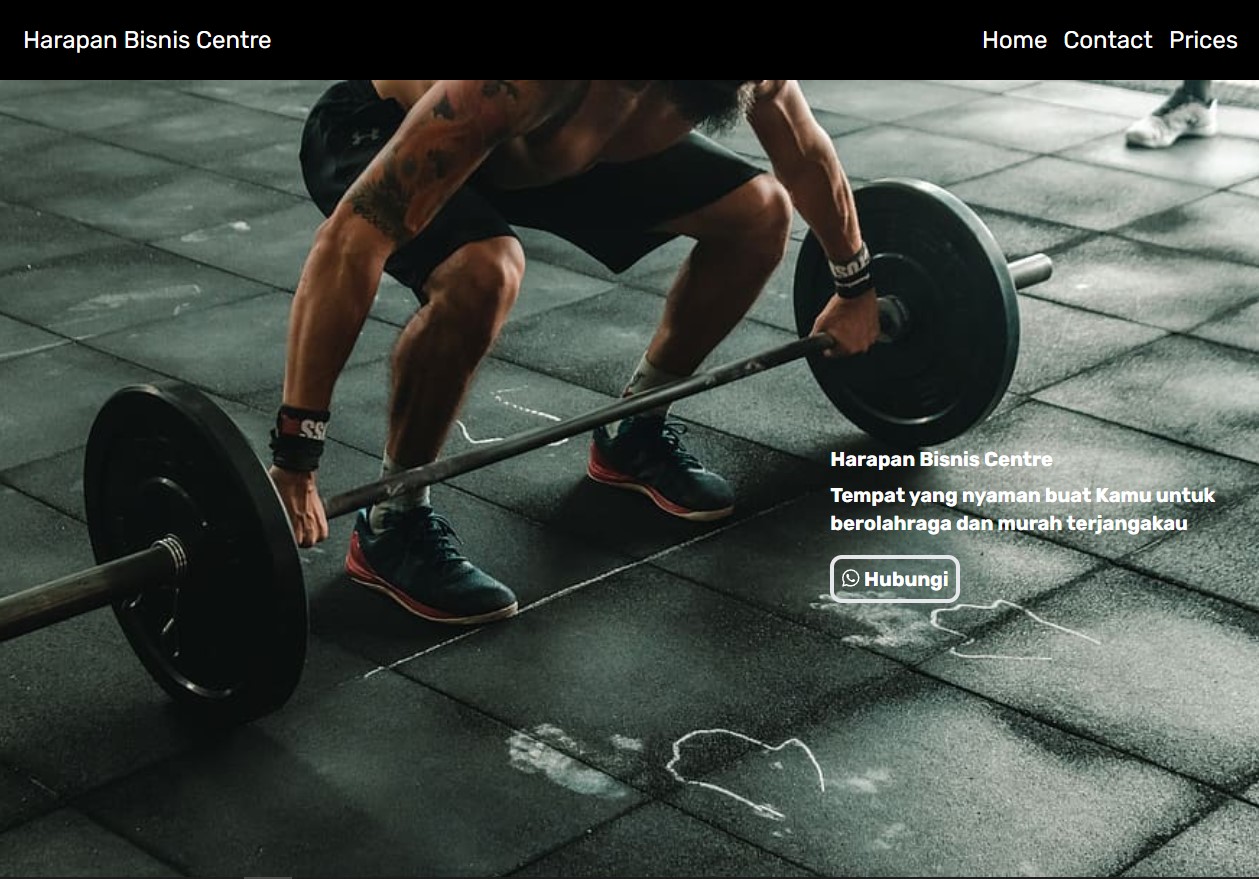 Harapan Bisnis Centre
Home Contact Prices
Harapan Bisnis Centre
Tempat yang nyaman buat Kamu untuk
berolahraga dan murah terjangakau
Hubungi